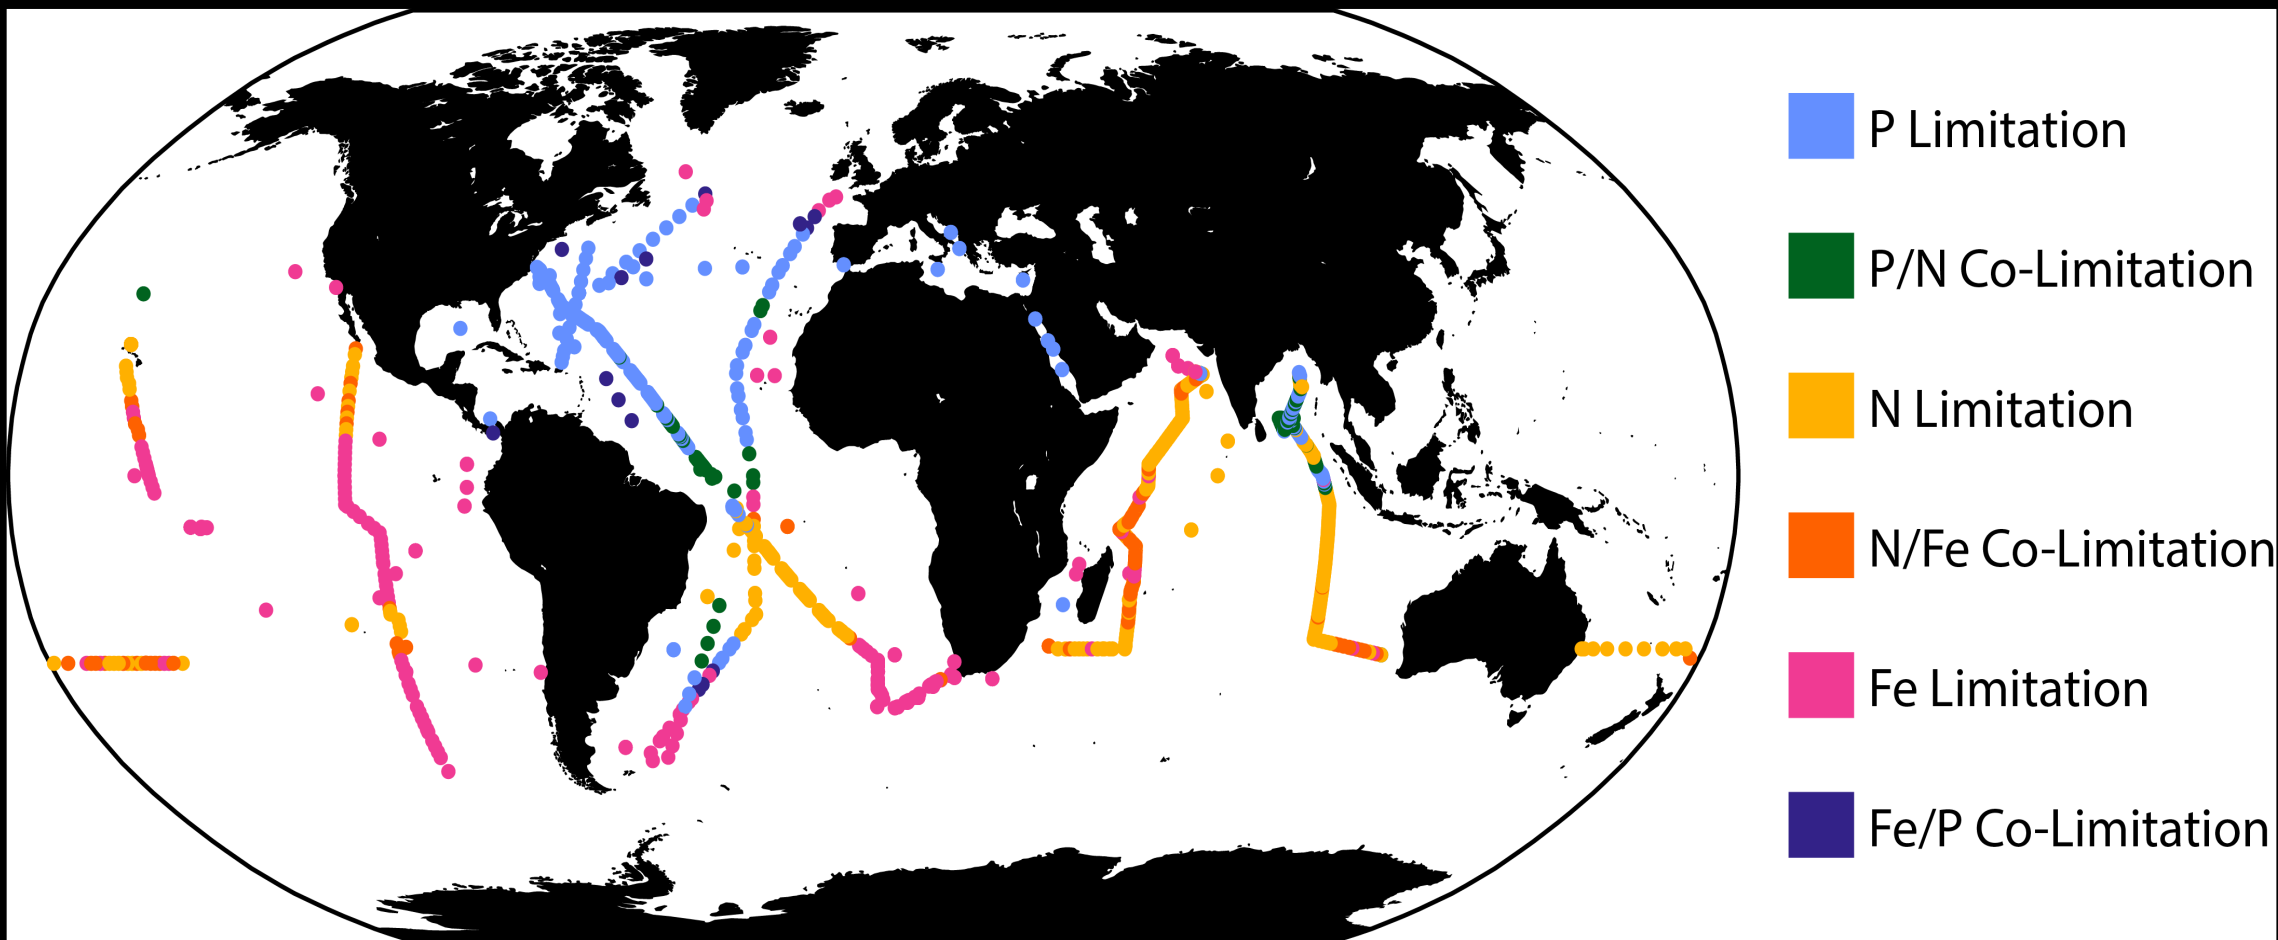 P Limitation
P/N Co-Limitation
N Limitation
N/Fe Co-Limitation
Fe Limitation
Fe/P Co-Limitation